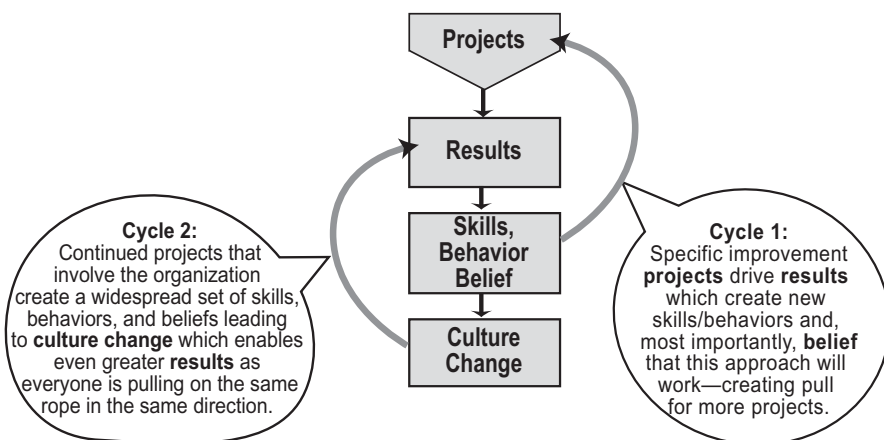 Projects
Results
Skills,
Behavior
Belief
Culture
Change
Cycle 2:
Continued projects that
involve the organization
create a widespread set of skills,
behaviors, and beliefs leading
to culture change which enables
even greater results as
everyone is pulling on the same
rope in the same direction.
Cycle 1:
Specific improvement
projects drive results
which create new
skills/behaviors and,
most importantly, belief
that this approach will
work—creating pull
for more projects.